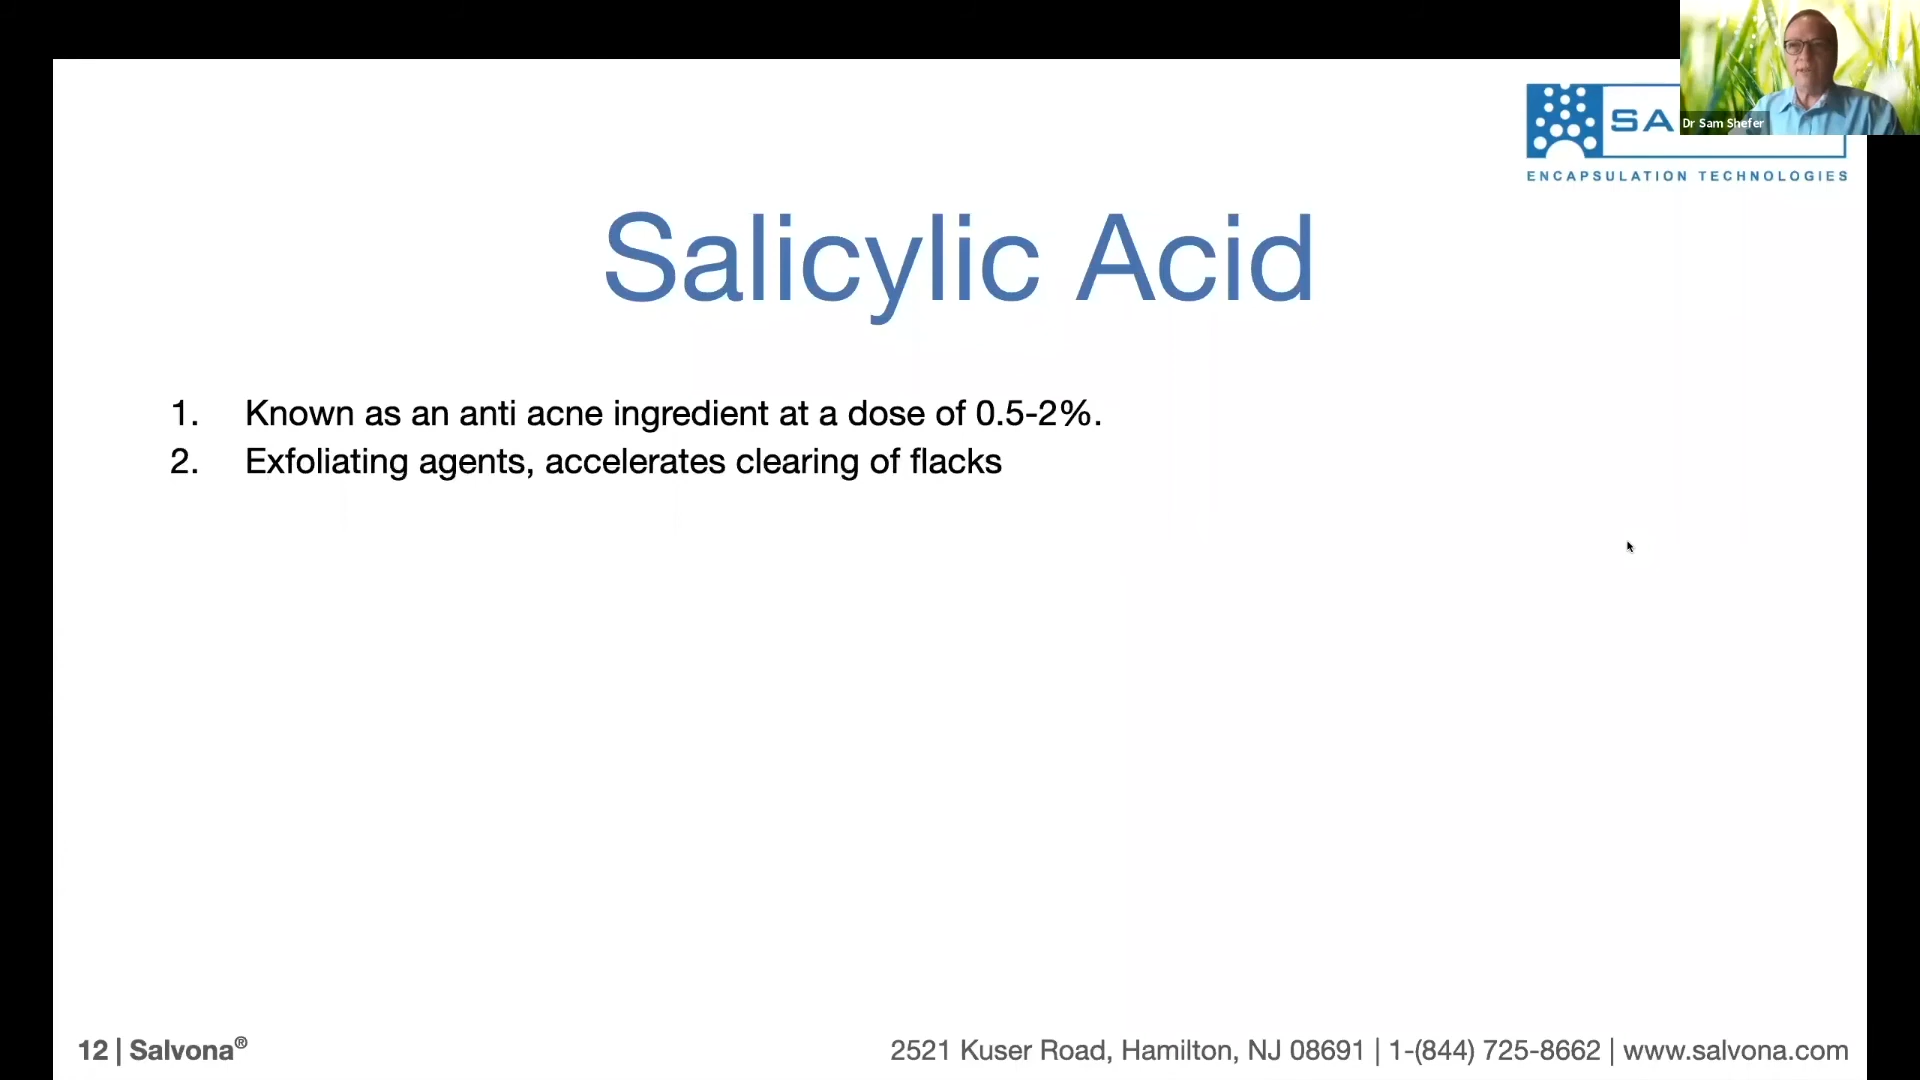 Dr Sam Shefer
SA
ENCAPSULATION TECHNOLOGIES
Salicylic Acid
1. Known as an anti acne ingredient at a dose of 0.5-2%.
2. Exfoliating agents, accelerates clearing of flacks
12 | Salvona®
2521 Kuser Road, Hamilton, NJ 08691 | 1-(844) 725-8662 | www.salvona.com